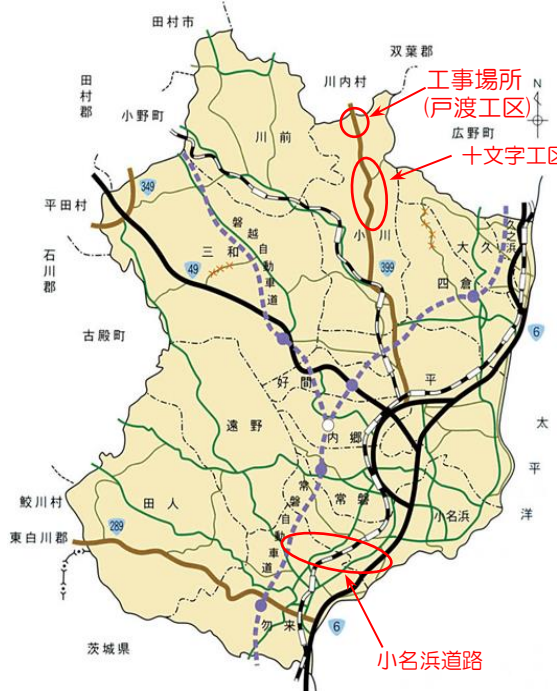 田村市
双葉郡
田村郡
川内村
工事場所
(戸渡工区)
小野町
川前
広野町
N
十文字工区
349
平田村
磐越自動車道
三和
小川
久之浜
大久
石川郡
49
399
四倉
古殿町
6
好間
平
遠野
内郷
太平洋
鮫川村
田人
常磐自動車道
常磐
小名浜
東白川郡
289
勿来
6
茨城県
小名浜道路